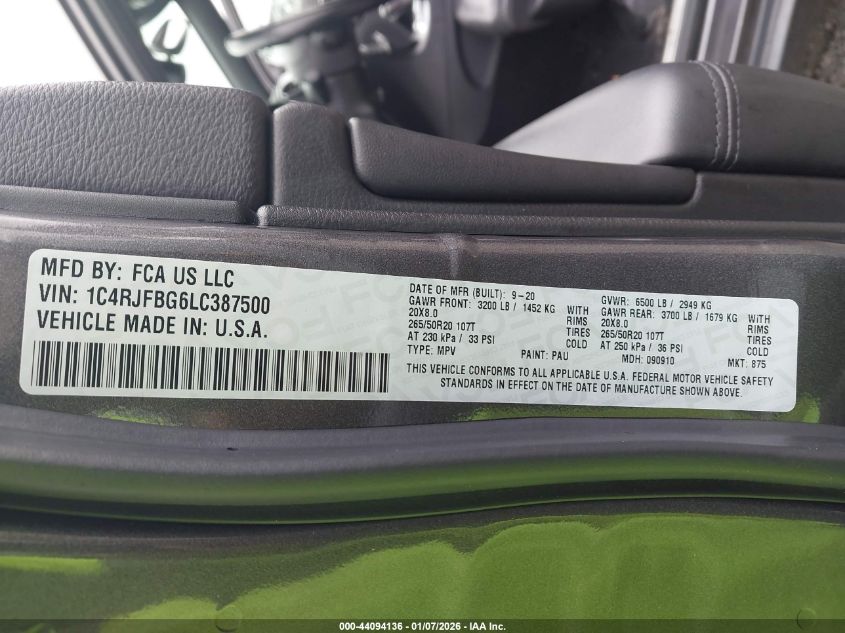 MFD BY: FCA US LLC
VIN: 1C4RJFBG6LC387500
VEHICLE MADE IN: U.S.A.
DATE OF MFR (BUILT): 9-20
GAWR FRONT: 3200 LB / 1452 KG WITH
20X8.0 RIMS
265/50R20 107T TIRES
AT 230 kPa / 33 PSI COLD
TYPE: MPV PAINT: PAU
GVWR: 6500 LB / 2949 KG
GAWR REAR: 3700 LB / 1679 KG WITH
20X8.0 RIMS
265/50R20 107T TIRES
AT 250 kPa / 36 PSI COLD
MDH: 090910 MKT: 875
THIS VEHICLE CONFORMS TO ALL APPLICABLE U.S.A. FEDERAL MOTOR VEHICLE SAFETY
STANDARDS IN EFFECT ON THE DATE OF MANUFACTURE SHOWN ABOVE.
000-44094136 - 01/07/2026 - IAA Inc.